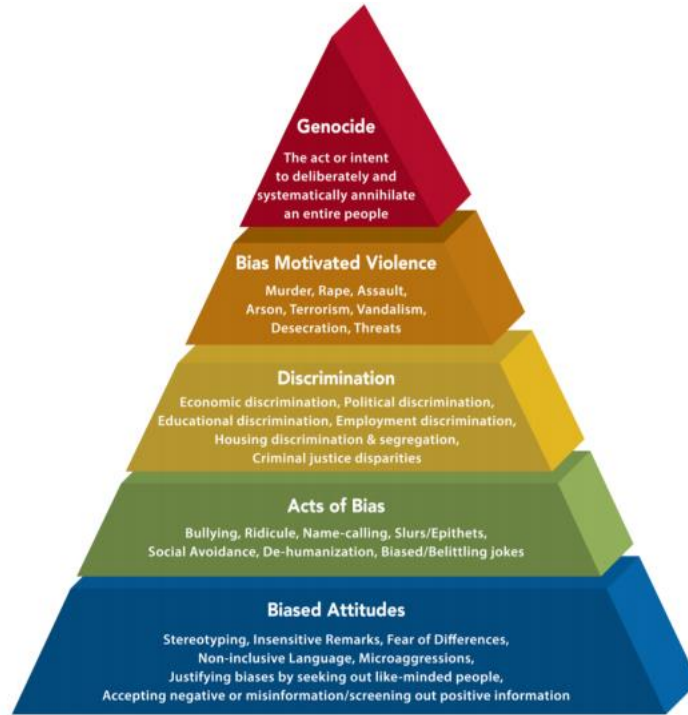 Genocide
The act or intent
to deliberately and
systematically annihilate
an entire people
Bias Motivated Violence
Murder, Rape, Assault,
Arson, Terrorism, Vandalism,
Desecration, Threats
Discrimination
Economic discrimination, Political discrimination,
Educational discrimination, Employment discrimination,
Housing discrimination & segregation,
Criminal justice disparities
Acts of Bias
Bullying, Ridicule, Name-calling, Slurs/Epithets,
Social Avoidance, De-humanization, Biased/Belittling jokes
Biased Attitudes
Stereotyping, Insensitive Remarks, Fear of Differences,
Non-inclusive Language, Microaggressions,
Justifying biases by seeking out like-minded people,
Accepting negative or misinformation/screening out positive information